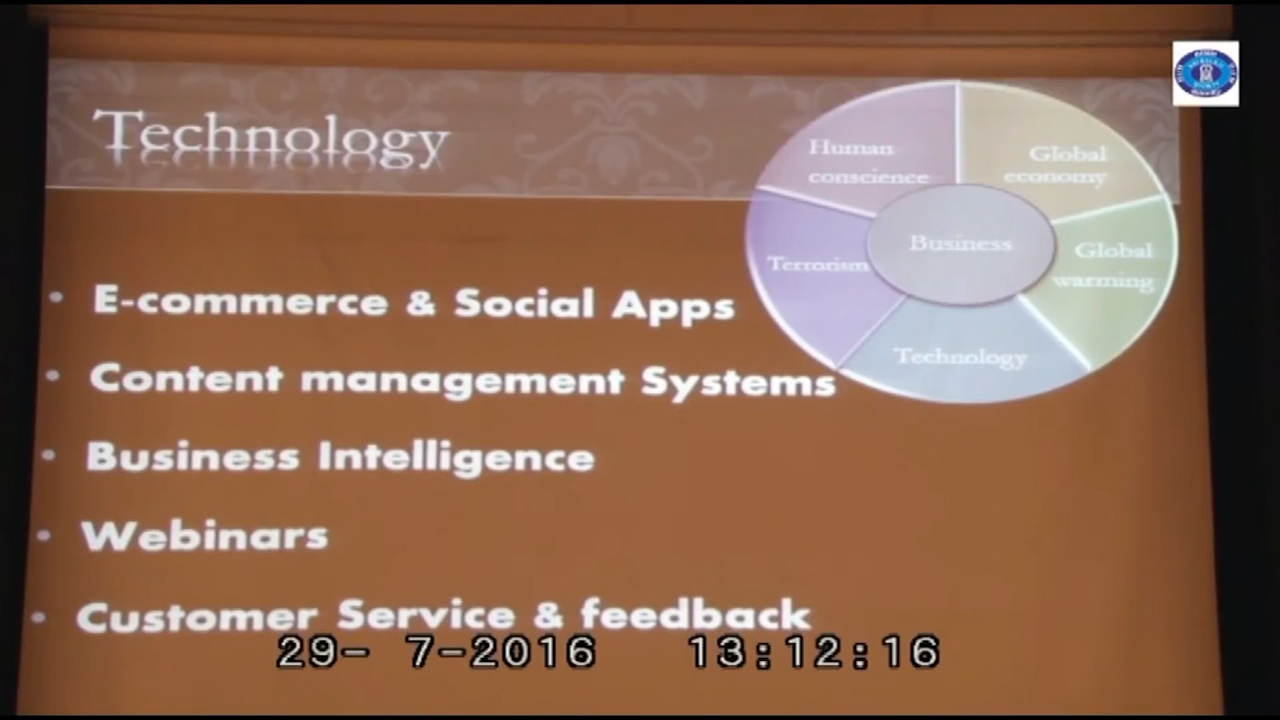 Technology
Human
conscience
Global
economy
Business
Terrorism
Global
warming
Technology
• E-commerce & Social Apps
• Content management Systems
• Business Intelligence
• Webinars
• Customer Service & feedback
29- 7-2016 13:12:16